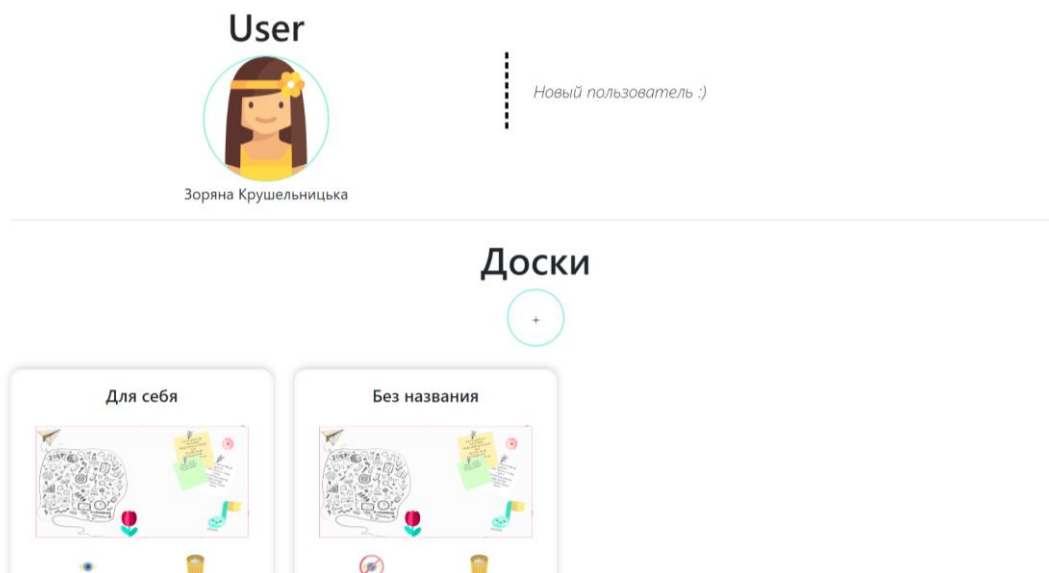 User
Новый пользователь :)
Зоряна Крушельницька
Доски
+
Для себя
Без названия